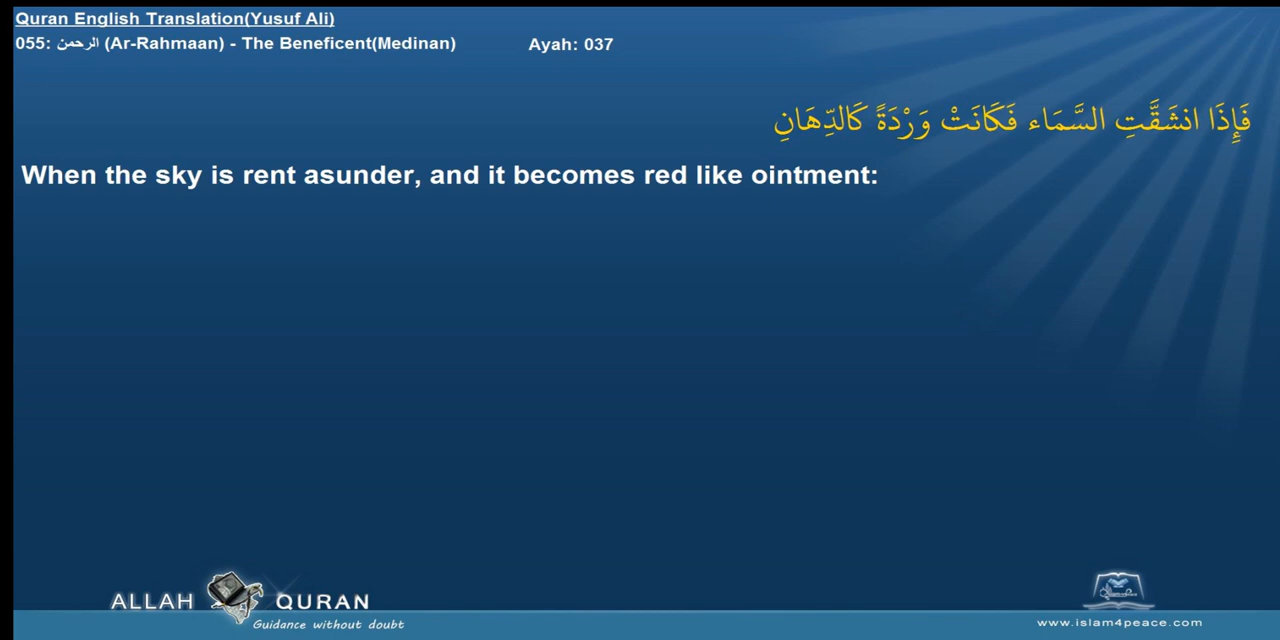 Quran English Translation(Yusuf Ali)
055: الرحمن (Ar-Rahmaan) - The Beneficent(Medinan) Ayah: 037
فَإِذَا انشَقَّتِ السَّمَاء فَكَانَتْ وَرْدَةً كَالدِّهَانِ
When the sky is rent asunder, and it becomes red like ointment:
ALLAH QURAN
Guidance without doubt
www.islam4peace.com